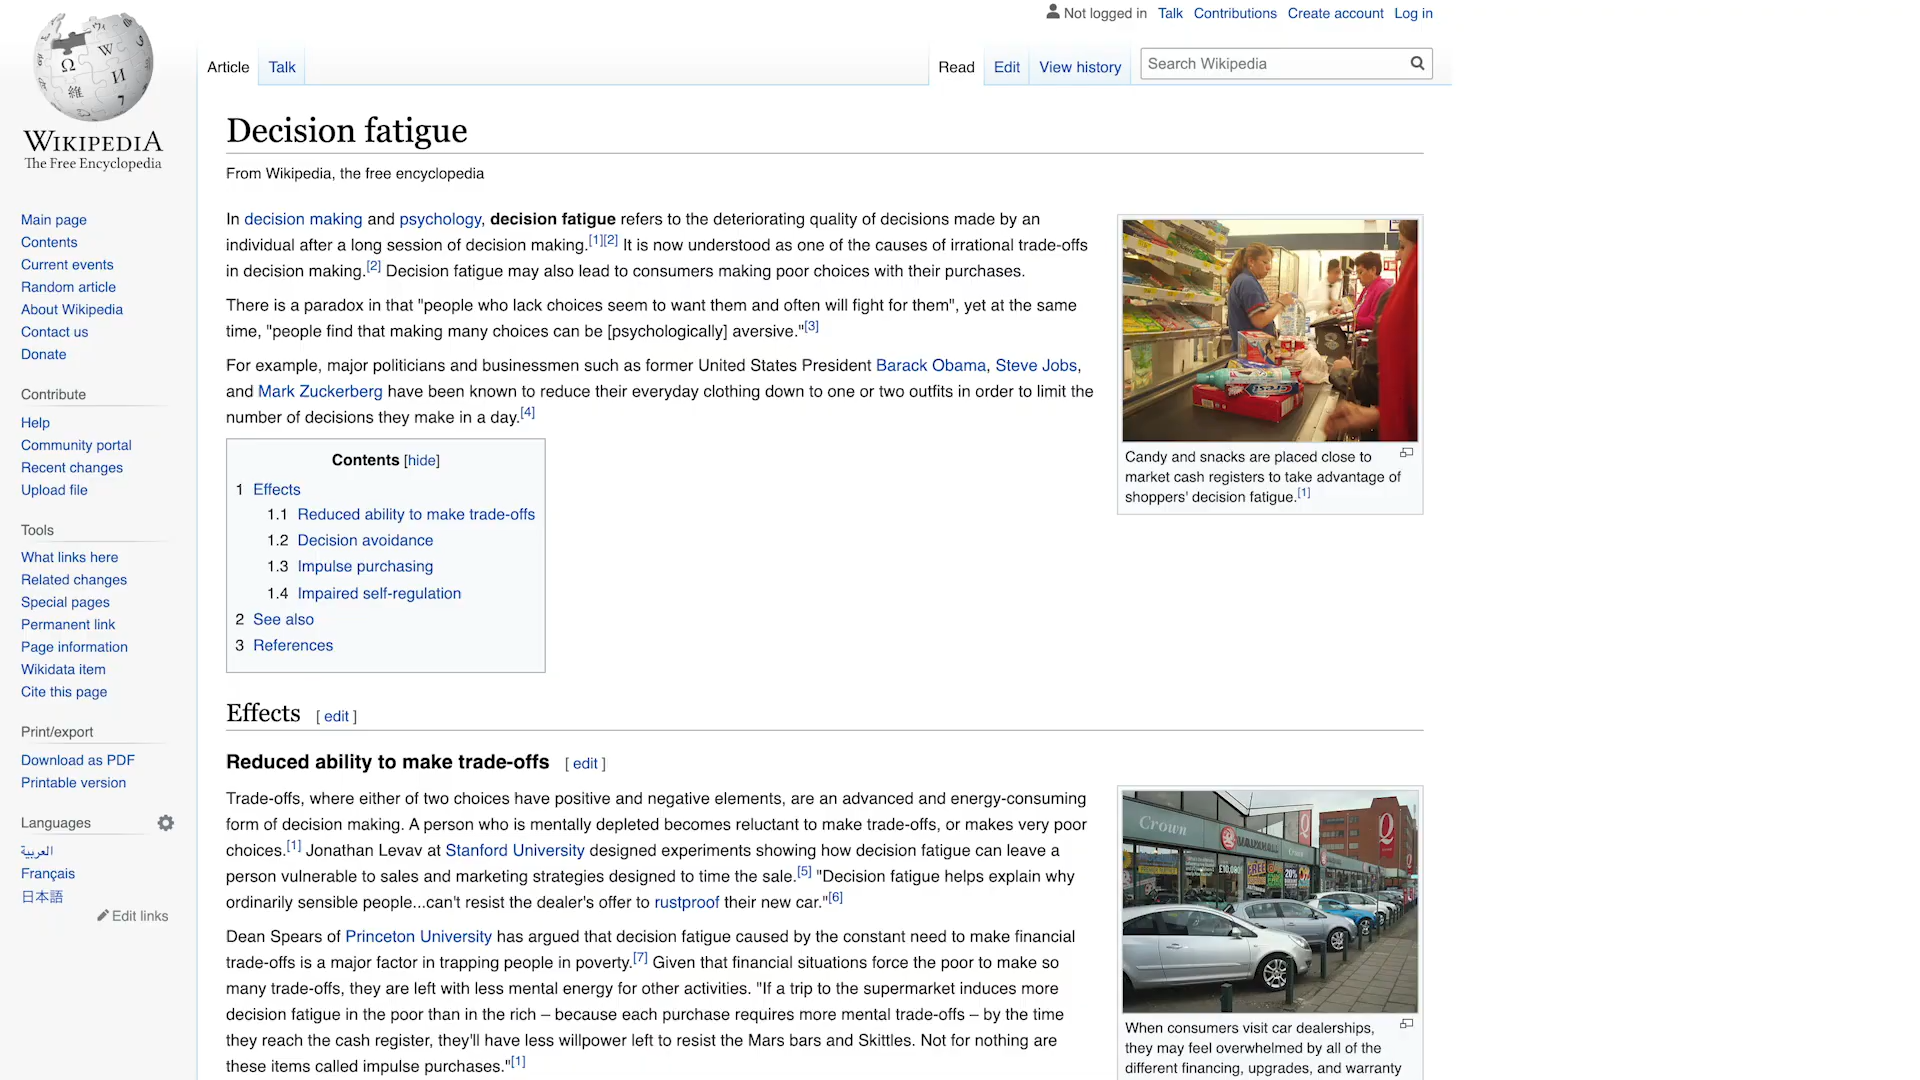 Not logged in Talk Contributions Create account Log in
Article Talk Read Edit View history Search Wikipedia
WIKIPEDIA
The Free Encyclopedia
Main page
Contents
Current events
Random article
About Wikipedia
Contact us
Donate
Contribute
Help
Community portal
Recent changes
Upload file
Tools
What links here
Related changes
Special pages
Permanent link
Page information
Wikidata item
Cite this page
Print/export
Download as PDF
Printable version
Languages
العربية
Français
日本語
Edit links
Decision fatigue
From Wikipedia, the free encyclopedia
In decision making and psychology, decision fatigue refers to the deteriorating quality of decisions made by an
individual after a long session of decision making.[1][2] It is now understood as one of the causes of irrational trade-offs
in decision making.[2] Decision fatigue may also lead to consumers making poor choices with their purchases.
There is a paradox in that "people who lack choices seem to want them and often will fight for them", yet at the same
time, "people find that making many choices can be [psychologically] aversive."[3]
For example, major politicians and businessmen such as former United States President Barack Obama, Steve Jobs,
and Mark Zuckerberg have been known to reduce their everyday clothing down to one or two outfits in order to limit the
number of decisions they make in a day.[4]
Candy and snacks are placed close to
market cash registers to take advantage of
shoppers' decision fatigue.[1]
Contents [hide]
1 Effects
1.1 Reduced ability to make trade-offs
1.2 Decision avoidance
1.3 Impulse purchasing
1.4 Impaired self-regulation
2 See also
3 References
Effects [ edit ]
Reduced ability to make trade-offs [ edit ]
Trade-offs, where either of two choices have positive and negative elements, are an advanced and energy-consuming
form of decision making. A person who is mentally depleted becomes reluctant to make trade-offs, or makes very poor
choices.[1] Jonathan Levav at Stanford University designed experiments showing how decision fatigue can leave a
person vulnerable to sales and marketing strategies designed to time the sale.[5] "Decision fatigue helps explain why
ordinarily sensible people...can't resist the dealer's offer to rustproof their new car."[6]
Dean Spears of Princeton University has argued that decision fatigue caused by the constant need to make financial
trade-offs is a major factor in trapping people in poverty.[7] Given that financial situations force the poor to make so
many trade-offs, they are left with less mental energy for other activities. "If a trip to the supermarket induces more
decision fatigue in the poor than in the rich – because each purchase requires more mental trade-offs – by the time
they reach the cash register, they'll have less willpower left to resist the Mars bars and Skittles. Not for nothing are
these items called impulse purchases."[1]
Crown
VAUXHALL
Crown
When consumers visit car dealerships,
they may feel overwhelmed by all of the
different financing, upgrades, and warranty